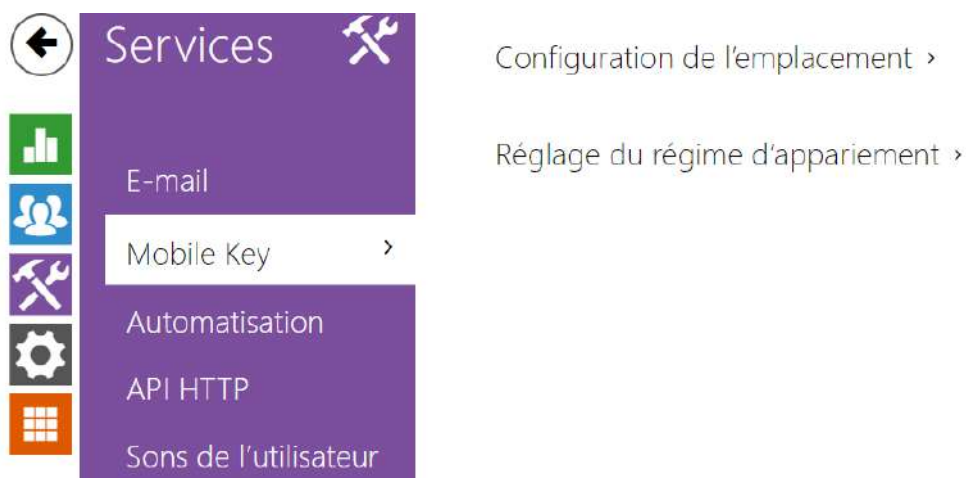 Services
E-mail
Mobile Key
Automatisation
API HTTP
Sons de l'utilisateur
Configuration de l'emplacement
Réglage du régime d'appariement